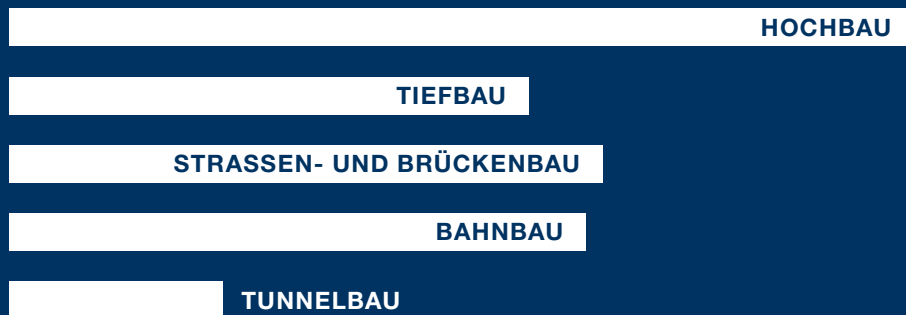 HOCHBAU
TIEFBAU
STRASSEN- UND BRÜCKENBAU
BAHNBAU
TUNNELBAU